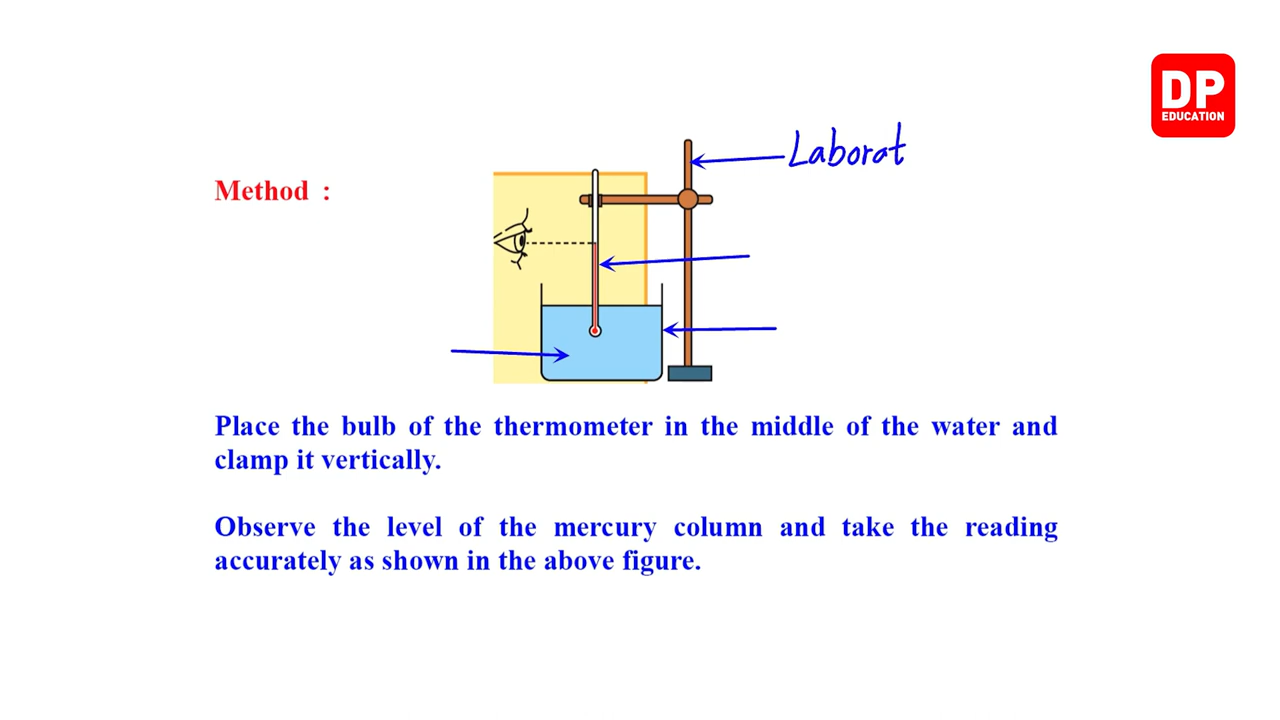 DP
EDUCATION
Laborat
Method :
Place the bulb of the thermometer in the middle of the water and
clamp it vertically.
Observe the level of the mercury column and take the reading
accurately as shown in the above figure.